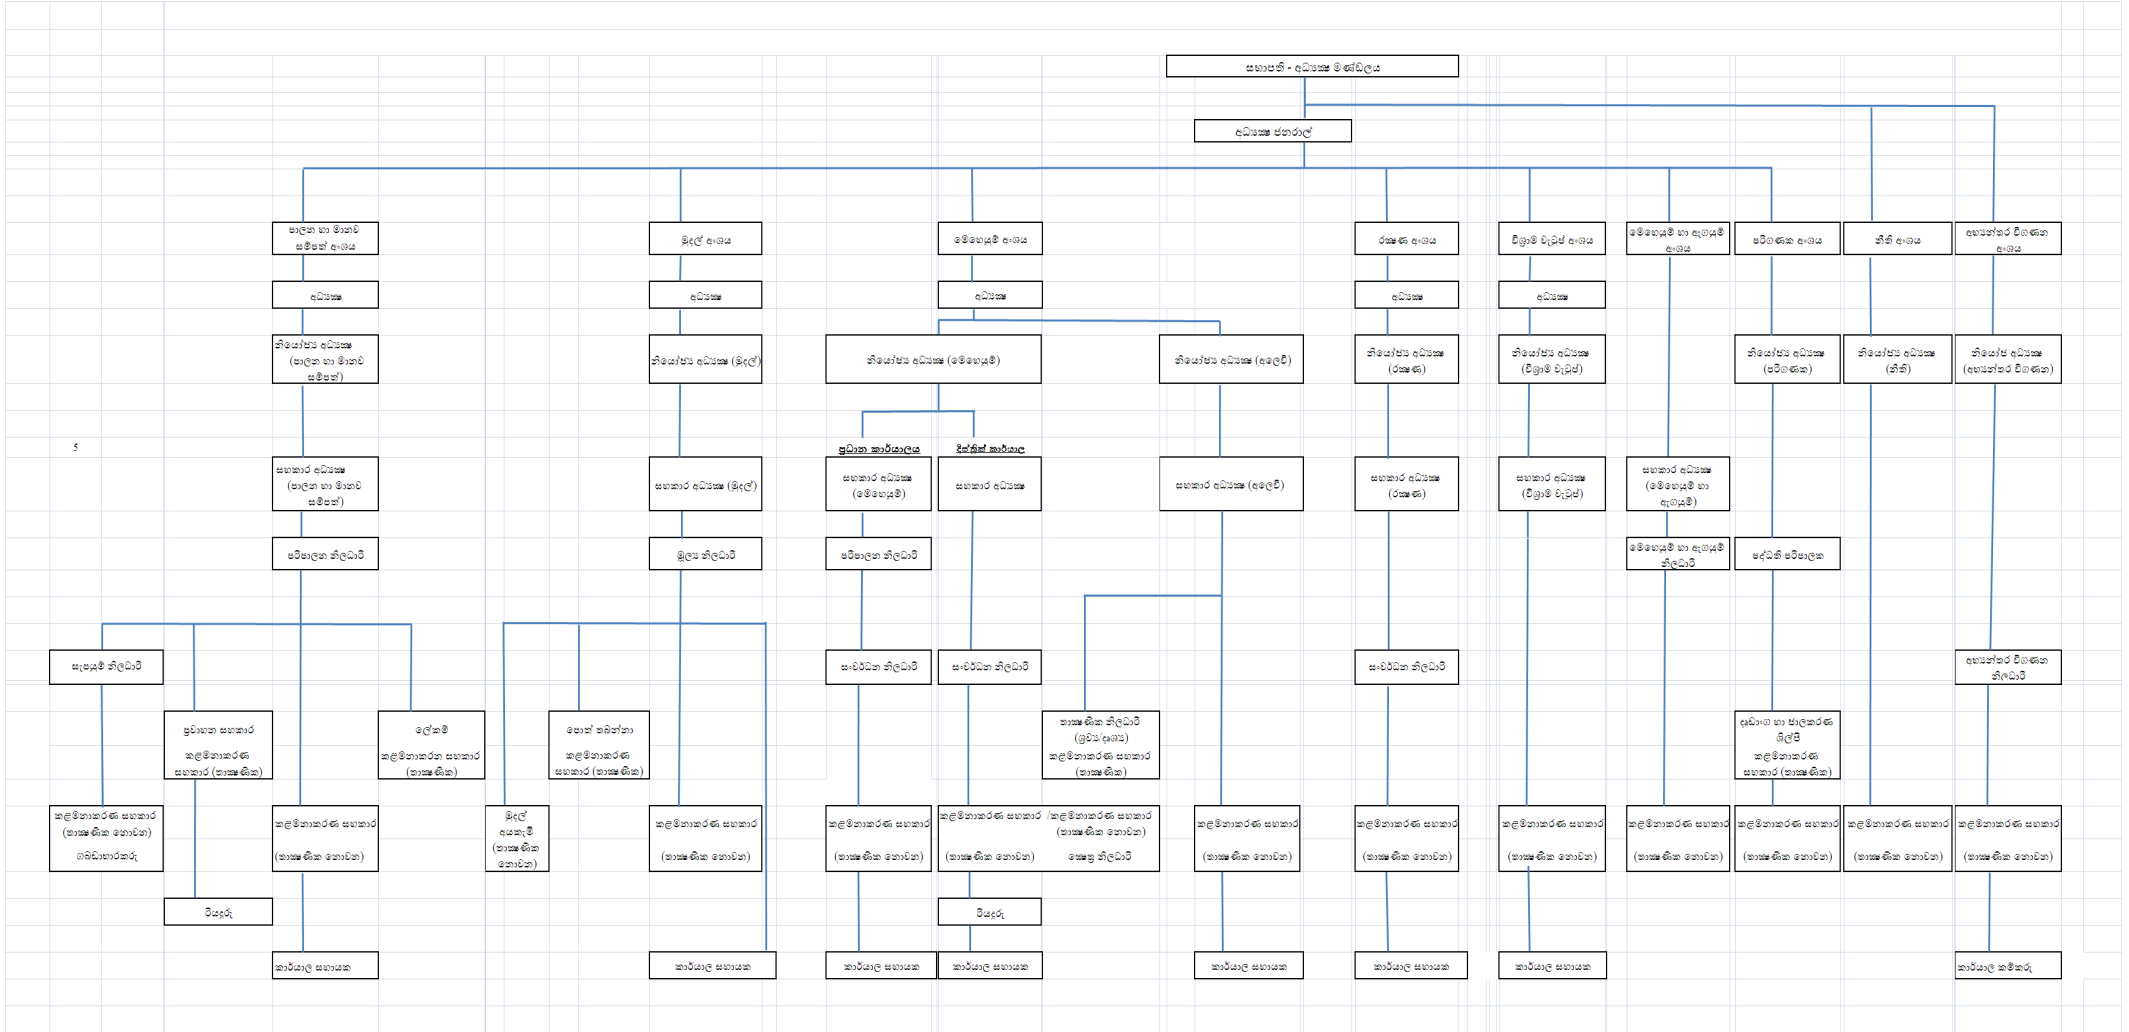 සභාපති - අධ්‍යක්ෂ මණ්ඩලය
අධ්‍යක්ෂ ජනරාල්
පාලන හා මානව
සම්පත් අංශය
මුදල් අංශය
මෙහෙයුම් අංශය
රක්ෂණ අංශය
විශ්‍රාම වැටුප් අංශය
මෙහෙයුම් හා ඇගයුම්
අංශය
පරිගණක අංශය
නීති අංශය
අභ්‍යන්තර විගණන
අංශය
අධ්‍යක්ෂ
අධ්‍යක්ෂ
අධ්‍යක්ෂ
අධ්‍යක්ෂ
අධ්‍යක්ෂ
නියෝජ්‍ය අධ්‍යක්ෂ
(පාලන හා මානව
සම්පත්)
නියෝජ්‍ය අධ්‍යක්ෂ (මුදල්)
නියෝජ්‍ය අධ්‍යක්ෂ (මෙහෙයුම්)
නියෝජ්‍ය අධ්‍යක්ෂ (අලෙවි)
නියෝජ්‍ය අධ්‍යක්ෂ
(රක්ෂණ)
නියෝජ්‍ය අධ්‍යක්ෂ
(විශ්‍රාම වැටුප්)
නියෝජ්‍ය අධ්‍යක්ෂ
(පරිගණක)
නියෝජ්‍ය අධ්‍යක්ෂ
(නීති)
නියෝජ අධ්‍යක්ෂ
(අභ්‍යන්තර විගණන)
5
ප්‍රධාන කාර්යාලය
දිස්ත්‍රික් කාර්යාල
සහකාර අධ්‍යක්ෂ
(පාලන හා මානව
සම්පත්)
සහකාර අධ්‍යක්ෂ (මුදල්)
සහකාර අධ්‍යක්ෂ
(මෙහෙයුම්)
සහකාර අධ්‍යක්ෂ
සහකාර අධ්‍යක්ෂ (අලෙවි)
සහකාර අධ්‍යක්ෂ
(රක්ෂණ)
සහකාර අධ්‍යක්ෂ
(විශ්‍රාම වැටුප්)
සහකාර අධ්‍යක්ෂ
(මෙහෙයුම් හා
ඇගයුම්)
පරිපාලන නිලධාරි
මූල්‍ය නිලධාරි
පරිපාලන නිලධාරි
මෙහෙයුම් හා ඇගයුම්
නිලධාරි
පද්ධති පරිපාලක
සැපයුම් නිලධාරි
සංවර්ධන නිලධාරි
සංවර්ධන නිලධාරි
සංවර්ධන නිලධාරි
අභ්‍යන්තර විගණන
නිලධාරි
ප්‍රවාහන සහකාර
කළමනාකරණ
සහකාර (තාක්ෂණික)
ලේකම්
කළමනාකරන සහකාර
(තාක්ෂණික)
පොත් තබන්නා
කළමනාකරණ
සහකාර (තාක්ෂණික)
තාක්ෂණික නිලධාරි
(ශ්‍රව්‍ය/දෘශ්‍ය)
කළමනාකරණ සහකාර
(තාක්ෂණික)
දෘඩාංග හා ජාලකරණ
ශිල්පී
කළමනාකරණ
සහකාර (තාක්ෂණික)
කළමනාකරණ සහකාර
(තාක්ෂණික නොවන)
ගබඩාභාරකරු
කළමනාකරණ සහකාර
(තාක්ෂණික නොවන)
මුදල්
අයකැමි
(තාක්ෂණික
නොවන)
කළමනාකරණ සහකාර
(තාක්ෂණික නොවන)
කළමනාකරණ සහකාර
(තාක්ෂණික නොවන)
කළමනාකරණ සහකාර /කළමනාකරණ සහකාර
(තාක්ෂණික නොවන)
(තාක්ෂණික නොවන) ක්ෂෙත්‍ර නිලධාරි
කළමනාකරණ සහකාර
(තාක්ෂණික නොවන)
කළමනාකරණ සහකාර
(තාක්ෂණික නොවන)
කළමනාකරණ සහකාර
(තාක්ෂණික නොවන)
කළමනාකරණ සහකාර
(තාක්ෂණික නොවන)
කළමනාකරණ සහකාර
(තාක්ෂණික නොවන)
කළමනාකරණ සහකාර
(තාක්ෂණික නොවන)
කළමනාකරණ සහකාර
(තාක්ෂණික නොවන)
රියදුරු
රියදුරු
කාර්යාල සහායක
කාර්යාල සහායක
කාර්යාල සහායක
කාර්යාල සහායක
කාර්යාල සහායක
කාර්යාල සහායක
කාර්යාල සහායක
කාර්යාල කම්කරු